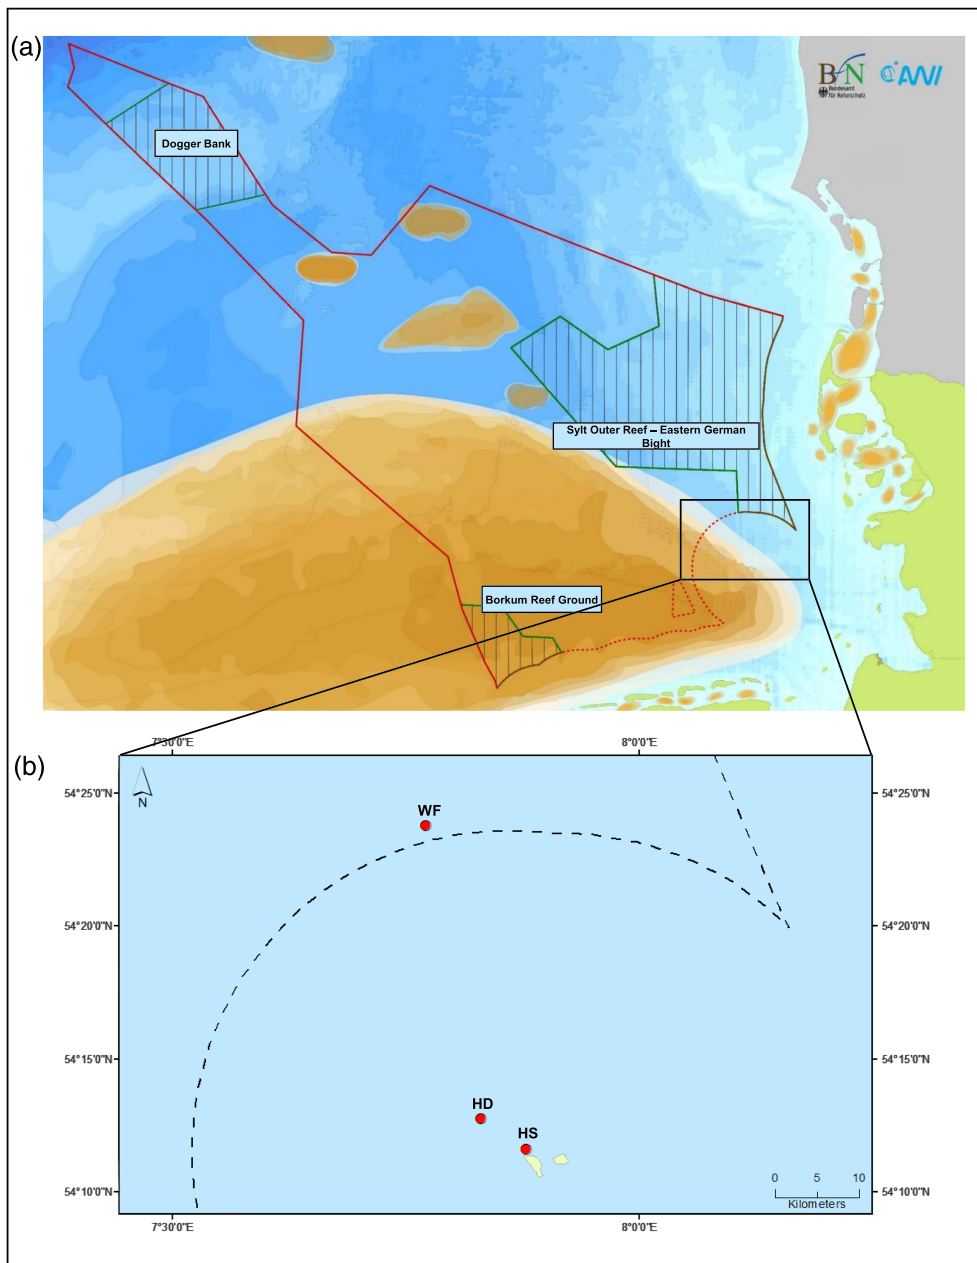 (a)
BfN
Bundesamt
für Naturschutz
AWI
Dogger Bank
Sylt Outer Reef – Eastern German
Bight
Borkum Reef Ground
(b)
7°30'0"E
8°0'0"E
54°25'0"N
54°25'0"N
N
WF
54°20'0"N
54°20'0"N
54°15'0"N
54°15'0"N
HD
HS
54°10'0"N
54°10'0"N
0 5 10
Kilometers
7°30'0"E
8°0'0"E